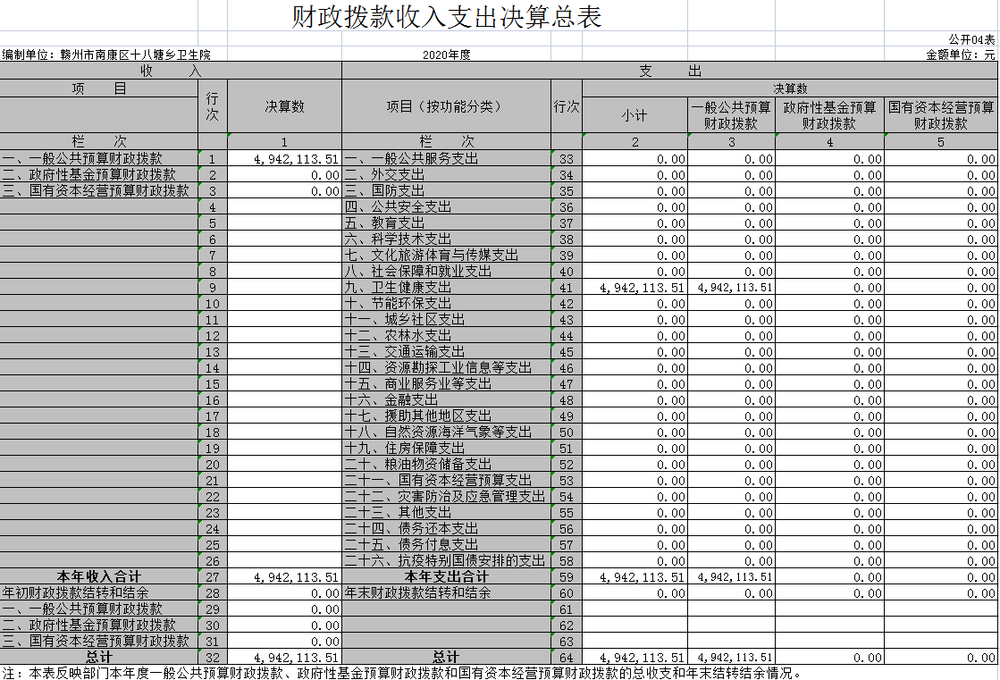 财政拨款收入支出决算总表
公开04表
编制单位：赣州市南康区十八塘乡卫生院 2020年度 金额单位：元
收 入 支 出
项 目 行次 决算数 项目（按功能分类） 行次 决算数
小计 一般公共预算财政拨款 政府性基金预算财政拨款 国有资本经营预算财政拨款
栏 次 1 栏 次 2 3 4 5
一、一般公共预算财政拨款 1 4,942,113.51 一、一般公共服务支出 33 0.00 0.00 0.00 0.00
二、政府性基金预算财政拨款 2 0.00 二、外交支出 34 0.00 0.00 0.00 0.00
三、国有资本经营预算财政拨款 3 0.00 三、国防支出 35 0.00 0.00 0.00 0.00
4 四、公共安全支出 36 0.00 0.00 0.00 0.00
5 五、教育支出 37 0.00 0.00 0.00 0.00
6 六、科学技术支出 38 0.00 0.00 0.00 0.00
7 七、文化旅游体育与传媒支出 39 0.00 0.00 0.00 0.00
8 八、社会保障和就业支出 40 0.00 0.00 0.00 0.00
9 九、卫生健康支出 41 4,942,113.51 4,942,113.51 0.00 0.00
10 十、节能环保支出 42 0.00 0.00 0.00 0.00
11 十一、城乡社区支出 43 0.00 0.00 0.00 0.00
12 十二、农林水支出 44 0.00 0.00 0.00 0.00
13 十三、交通运输支出 45 0.00 0.00 0.00 0.00
14 十四、资源勘探工业信息等支出 46 0.00 0.00 0.00 0.00
15 十五、商业服务业等支出 47 0.00 0.00 0.00 0.00
16 十六、金融支出 48 0.00 0.00 0.00 0.00
17 十七、援助其他地区支出 49 0.00 0.00 0.00 0.00
18 十八、自然资源海洋气象等支出 50 0.00 0.00 0.00 0.00
19 十九、住房保障支出 51 0.00 0.00 0.00 0.00
20 二十、粮油物资储备支出 52 0.00 0.00 0.00 0.00
21 二十一、国有资本经营预算支出 53 0.00 0.00 0.00 0.00
22 二十二、灾害防治及应急管理支出 54 0.00 0.00 0.00 0.00
23 二十三、其他支出 55 0.00 0.00 0.00 0.00
24 二十四、债务还本支出 56 0.00 0.00 0.00 0.00
25 二十五、债务付息支出 57 0.00 0.00 0.00 0.00
26 二十六、抗疫特别国债安排的支出 58 0.00 0.00 0.00 0.00
本年收入合计 27 4,942,113.51 本年支出合计 59 4,942,113.51 4,942,113.51 0.00 0.00
年初财政拨款结转和结余 28 0.00 年末财政拨款结转和结余 60 0.00 0.00 0.00 0.00
一、一般公共预算财政拨款 29 0.00 61
二、政府性基金预算财政拨款 30 0.00 62
三、国有资本经营预算财政拨款 31 0.00 63
总计 32 4,942,113.51 总计 64 4,942,113.51 4,942,113.51 0.00 0.00
注：本表反映部门本年度一般公共预算财政拨款、政府性基金预算财政拨款和国有资本经营预算财政拨款的总收支和年末结转结余情况。